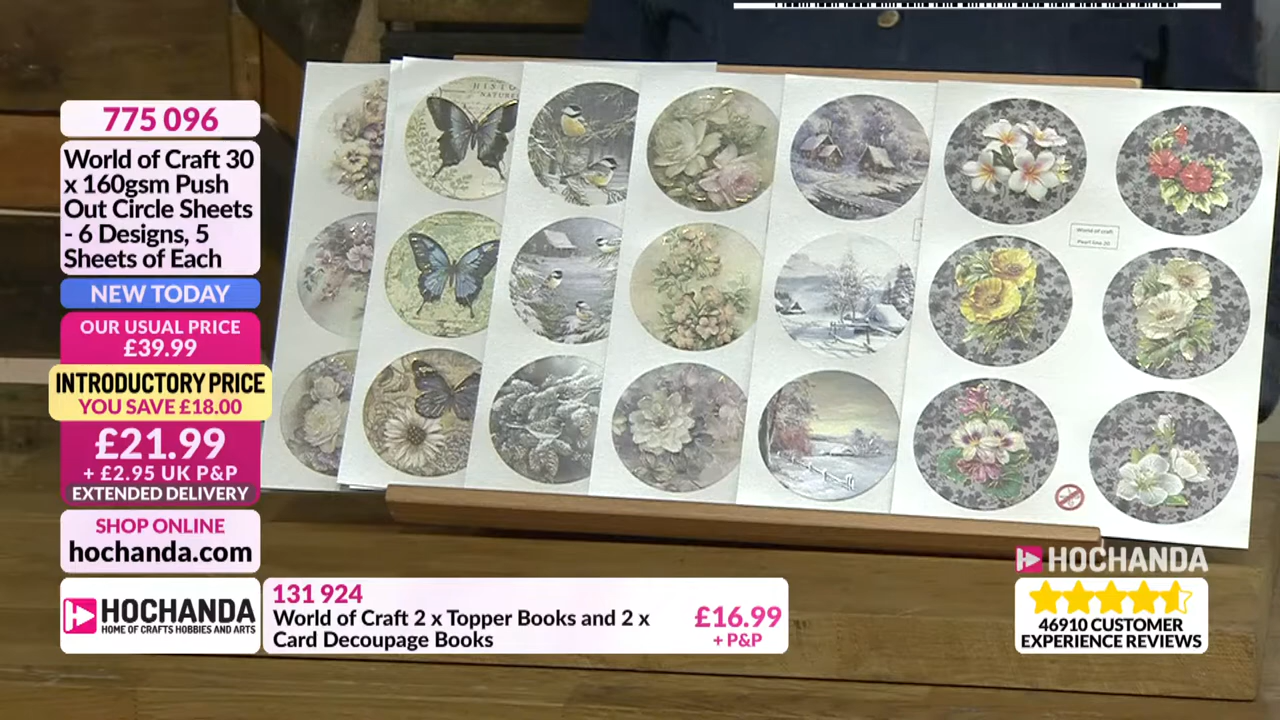 775 096
World of Craft 30
x 160gsm Push
Out Circle Sheets
- 6 Designs, 5
Sheets of Each
NEW TODAY
OUR USUAL PRICE
£39.99
INTRODUCTORY PRICE
YOU SAVE £18.00
£21.99
+ £2.95 UK P&P
EXTENDED DELIVERY
SHOP ONLINE
hochanda.com
HOCHANDA
HOME OF CRAFTS HOBBIES AND ARTS
131 924
World of Craft 2 x Topper Books and 2 x
Card Decoupage Books
£16.99
+ P&P
HISTO
NATURE
World of craft
HOCHANDA
46910 CUSTOMER
EXPERIENCE REVIEWS